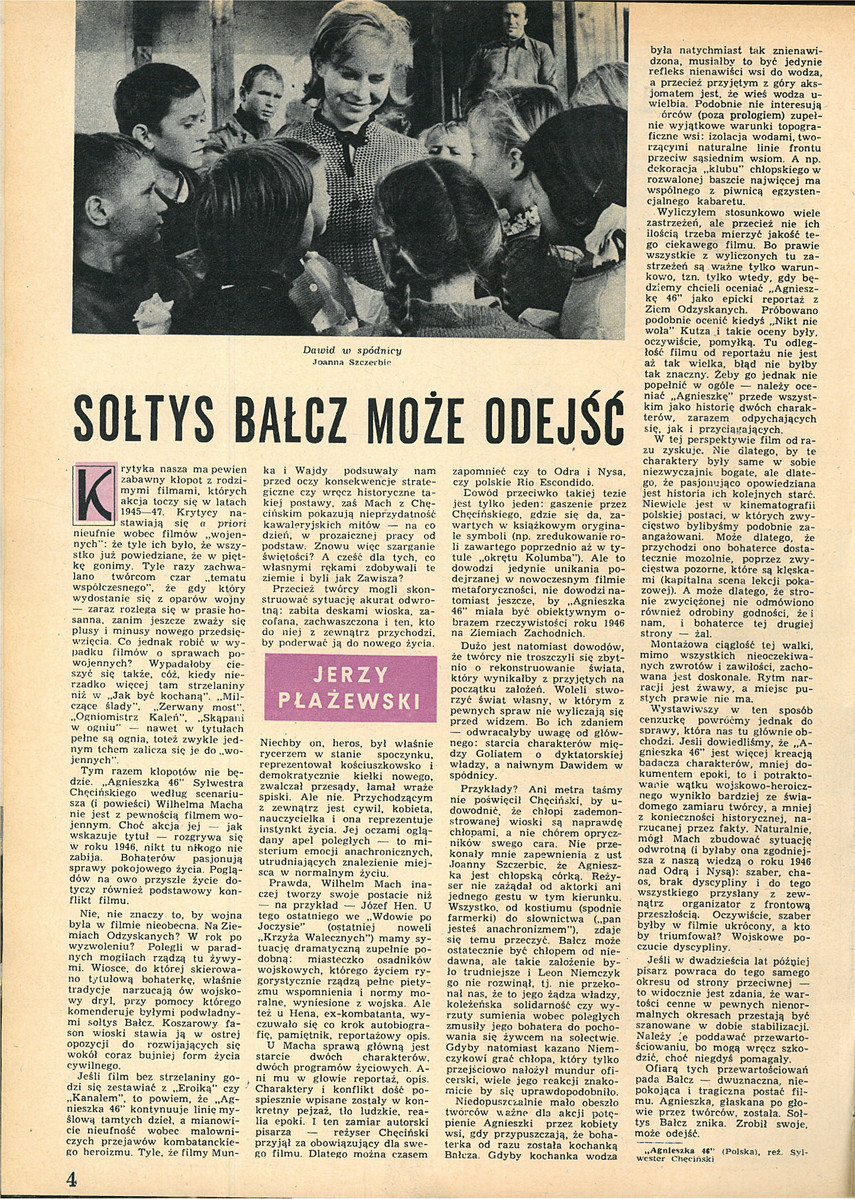 Dawid w spódnicy
Joanna Szczerbic
SOŁTYS BAŁCZ MOŻE ODEJŚĆ
Krytyka nasza ma pewien
zabawny kłopot z rodzi-
mymi filmami, których
akcja toczy się w latach
1945—47. Krytycy na-
stawiają się a priori
nieufnie wobec filmów „wojen-
nych": że tyle ich było, że wszy-
stko już powiedziane, że w pięt-
kę gonimy. Tyle razy zachwa-
lano twórcom czar „tematu
współczesnego", że gdy który
wydostanie się z oparów wojny
— zaraz rozlega się w prasie ho-
sanna, zanim jeszcze zważy się
plusy i minusy nowego przedsię-
wzięcia. Co jednak robić w wy-
padku filmów o sprawach po-
wojennych? Wypadałoby cie-
szyć się także, cóż, kiedy nie-
rzadko więcej tam strzelaniny
niż w „Jak być kochaną". „Mil-
czące ślady", „Zerwany most",
„Ogniomistrz Kaleń", „Skąpani
w ogniu" — nawet w tytułach
pełne są ognia, toteż zwykle jed-
nym tchem zalicza się je do „wo-
jennych".
Tym razem kłopotów nie bę-
dzie. „Agnieszka 46" Sylwestra
Chęcińskiego według scenariu-
sza (i powieści) Wilhelma Macha
nie jest z pewnością filmem wo-
jennym. Choć akcja jej — jak
wskazuje tytuł — rozgrywa się
w roku 1946, nikt tu nikogo nie
zabija. Bohaterów pasjonują
sprawy pokojowego życia. Poglą-
dów na owo przyszłe życie do-
tyczy również podstawowy kon-
flikt filmu.
Nie, nie znaczy to, by wojna
była w filmie nieobecna. Na Zie-
miach Odzyskanych? W rok po
wyzwoleniu? Polegli w parad-
nych mogiłach rządzą tu żywy-
mi. Wiosce, do której skierowa-
no tytułową bohaterkę, właśnie
tradycje narzucają ów wojsko-
wy dryl, przy pomocy którego
komenderuje byłymi podwładny-
mi sołtys Bałcz. Koszarowy fa-
son wioski stawia ją w ostrej
opozycji do rozwijających się
wokół coraz bujniej form życia
cywilnego.
Jeśli film bez strzelaniny go-
dzi się zestawiać z „Eroiką" czy
„Kanałem", to powiem, że „Ag-
nieszka 46" kontynuuje linię my-
ślową tamtych dzieł, a mianowi-
cie nieufność wobec malowni-
czych przejawów kombatanckie-
go heroizmu. Tyle, że filmy Mun-
ka i Wajdy podsuwały nam
przed oczy konsekwencje strate-
giczne czy wręcz historyczne ta-
kiej postawy, zaś Mach z Chę-
cińskim pokazują nieprzydatność
kawaleryjskich mitów — na co
dzień, w prozaicznej pracy od
podstaw. Znowu więc szarganie
świętości? A cześć dla tych, co
własnymi rękami zdobywali te
ziemie i byli jak Zawisza?
Przecież twórcy mogli skon-
struować sytuację akurat odwro-
tną: zabita deskami wioska, za-
cofana, zachwaszczona i ten, kto
do niej z zewnątrz przychodzi,
by poderwać ją do nowego życia.
JERZY
PŁAŻEWSKI
Niechby on, heros, był właśnie
rycerzem w stanie spoczynku,
reprezentował kościuszkowsko i
demokratycznie kiełki nowego,
zwalczał przesądy, łamał wraże
spiski. Ale nie. Przychodzącym
z zewnątrz jest cywil, kobieta,
nauczycielka i ona reprezentuje
instynkt życia. Jej oczami oglą-
dany apel poległych — to mi-
sterium emocji anachronicznych,
utrudniających znalezienie miej-
sca w normalnym życiu.
Prawda, Wilhelm Mach ina-
czej tworzy swoje postacie niż
— na przykład — Józef Hen. U
tego ostatniego we „Wdowie po
Joczysie" (ostatniej noweli
„Krzyża Walecznych") mamy sy-
tuację dramatyczną zupełnie po-
dobną: miasteczko osadników
wojskowych, którego życiem ry-
gorystycznie rządzą pełne piety-
zmu wspomnienia i normy mo-
ralne, wyniesione z wojska. Ale
też u Hena, ex-kombatanta, wy-
czuwało się co krok autobiogra-
fię, pamiętnik, reportażowy opis.
U Macha sprawą główną jest
starcie dwóch charakterów,
dwóch programów życiowych. A-
ni mu w głowie reportaż, opis.
Charaktery i konflikt dość po-
spiesznie wpisane zostały w kon-
kretny pejzaż, tło ludzkie, rea-
lia epoki. I ten zamiar autorski
pisarza — reżyser Chęciński
przyjął za obowiązujący dla swe-
go filmu. Dlatego można czasem
zapomnieć czy to Odra i Nysa,
czy polskie Rio Escondido.
Dowód przeciwko takiej tezie
jest tylko jeden: gaszenie przez
Chęcińskiego, gdzie się da, za-
wartych w książkowym orygina-
le symboli (np. zredukowanie ro-
li zawartego poprzednio aż w ty-
tule „okrętu Kolumba"). Ale to
dowodzi jedynie unikania po-
dejrzanej w nowoczesnym filmie
metaforyczności, nie dowodzi na-
tomiast jeszcze, by „Agnieszka
46" miała być obiektywnym o-
brazem rzeczywistości roku 1946
na Ziemiach Zachodnich.
Dużo jest natomiast dowodów,
że twórcy nie troszczyli się zbyt-
nio o rekonstruowanie świata,
który wynikałby z przyjętych na
początku założeń. Woleli stwo-
rzyć świat własny, w którym z
pewnych spraw nie wyliczają się
przed widzem. Bo ich zdaniem
— odwracałyby uwagę od głów-
nego: starcia charakterów mię-
dzy Goliatem o dyktatorskiej
władzy, a naiwnym Dawidem w
spódnicy.
Przykłady? Ani metra taśmy
nie poświęcił Chęciński, by u-
dowodnić, że chłopi zademon-
strowanej wioski są naprawdę
chłopami, a nie chórem oprycz-
ników swego cara. Nie prze-
konały mnie zapewnienia z ust
Joanny Szczerbic, że Agniesz-
ka jest chłopską córką. Reży-
ser nie zażądał od aktorki ani
jednego gestu w tym kierunku.
Wszystko, od kostiumu (spodnie
farmerki) do słownictwa („pan
jesteś anachronizmem"), zdaje
się temu przeczyć. Bałcz może
ostatecznie być chłopem od nie-
dawna, ale takie założenie by-
ło trudniejsze i Leon Niemczyk
go nie rozwinął, tj. nie przeko-
nał nas, że to jego żądza władzy,
koleżeńska solidarność czy wy-
rzuty sumienia wobec poległych
zmusiły jego bohatera do pocho-
wania się żywcem na sołectwie.
Gdyby natomiast kazano Niem-
czykowi grać chłopa, który tylko
przejściowo nałożył mundur ofi-
cerski, wiele jego reakcji znako-
micie by się uprawdopodobniło.
Niedopuszczalnie mało obeszło
twórców ważne dla akcji potę-
pienie Agnieszki przez kobiety
wsi, gdy przypuszczają, że boha-
terka od razu została kochanką
Bałcza. Gdyby kochanka wodza
była natychmiast tak znienawi-
dzona, musiałby to być jedynie
refleks nienawiści wsi do wodza,
a przecież przyjętym z góry aks-
jomatem jest, że wieś wodza u-
wielbia. Podobnie nie interesują
órców (poza prologiem) zupeł-
nie wyjątkowe warunki topogra-
ficzne wsi: izolacja wodami, two-
rzącymi naturalne linie frontu
przeciw sąsiednim wsiom. A np.
dekoracja „klubu" chłopskiego w
rozwalonej baszcie najwięcej ma
wspólnego z piwnicą egzysten-
cjalnego kabaretu.
Wyliczyłem stosunkowo wiele
zastrzeżeń, ale przecież nie ich
ilością trzeba mierzyć jakość te-
go ciekawego filmu. Bo prawie
wszystkie z wyliczonych tu za-
strzeżeń są ważne tylko warun-
kowo, tzn. tylko wtedy, gdy bę-
dziemy chcieli oceniać „Agniesz-
kę 46" jako epicki reportaż z
Ziem Odzyskanych. Próbowano
podobnie ocenić kiedyś „Nikt nie
woła" Kutza i takie oceny były,
oczywiście, pomyłką. Tu odleg-
łość filmu od reportażu nie jest
aż tak wielka, błąd nie byłby
tak znaczny. Żeby go jednak nie
popełnić w ogóle — należy oce-
niać „Agnieszkę" przede wszyst-
kim jako historię dwóch charak-
terów, zarazem odpychających
się, jak i przyciągających.
W tej perspektywie film od ra-
zu zyskuje. Nie dlatego, by te
charaktery były same w sobie
niezwyczajnie bogate, ale dlate-
go, że pasjonująco opowiedziana
jest historia ich kolejnych starć.
Niewiele jest w kinematografii
polskiej postaci, w których zwy-
cięstwo bylibyśmy podobnie za-
angażowani. Może dlatego, że
przychodzi ono bohaterce dosta-
tecznie mozolnie, poprzez zwy-
cięstwa pozorne, które są klęska-
mi (kapitalna scena lekcji poka-
zowej). A może dlatego, że stro-
nie zwyciężonej nie odmówiono
również odrobiny godności, że i
nam, i bohaterce tej drugiej
strony — żal.
Montażowa ciągłość tej walki,
mimo wszystkich nieoczekiwa-
nych zwrotów i zawiłości, zacho-
wana jest doskonale. Rytm nar-
racji jest żwawy, a miejsc pu-
stych prawie nie ma.
Wystawiwszy w ten sposób
cenzurkę powróćmy jednak do
sprawy, która nas tu głównie ob-
chodzi. Jeśli dowiedliśmy, że „A-
gnieszka 46" jest więcej kreacją
badacza charakterów, mniej do-
kumentem epoki, to i potrakto-
wanie wątku wojskowo-heroicz-
nego wynikło bardziej ze świa-
domego zamiaru twórcy, a mniej
z konieczności historycznej, na-
rzucanej przez fakty. Naturalnie,
mógł Mach zbudować sytuację
odwrotną (i byłaby ona zgodniej-
sza z naszą wiedzą o roku 1946
nad Odrą i Nysą): szaber, cha-
os, brak dyscypliny i do tego
wszystkiego przysłany z zew-
nątrz organizator z frontową
przeszłością. Oczywiście, szaber
byłby w filmie ukrócony, a kto
by triumfował? Wojskowe po-
czucie dyscypliny.
Jeśli w dwadzieścia lat później
pisarz powraca do tego samego
okresu od strony przeciwnej —
to widocznie jest zdania, że war-
tości cenne w pewnych nienor-
malnych okresach przestają być
szanowane w dobie stabilizacji.
Należy je poddawać przewarto-
ściowaniu, bo mogą wręcz szko-
dzić, choć niegdyś pomagały.
Ofiarą tych przewartościowań
pada Bałcz — dwuznaczna, nie-
pokojąca i tragiczna postać fil-
mu. Agnieszka, głaskana po gło-
wie przez twórców, została. Soł-
tys Bałcz znika. Zrobił swoje,
może odejść.
„Agnieszka 46" (Polska), reż. Syl-
wester Chęciński
4